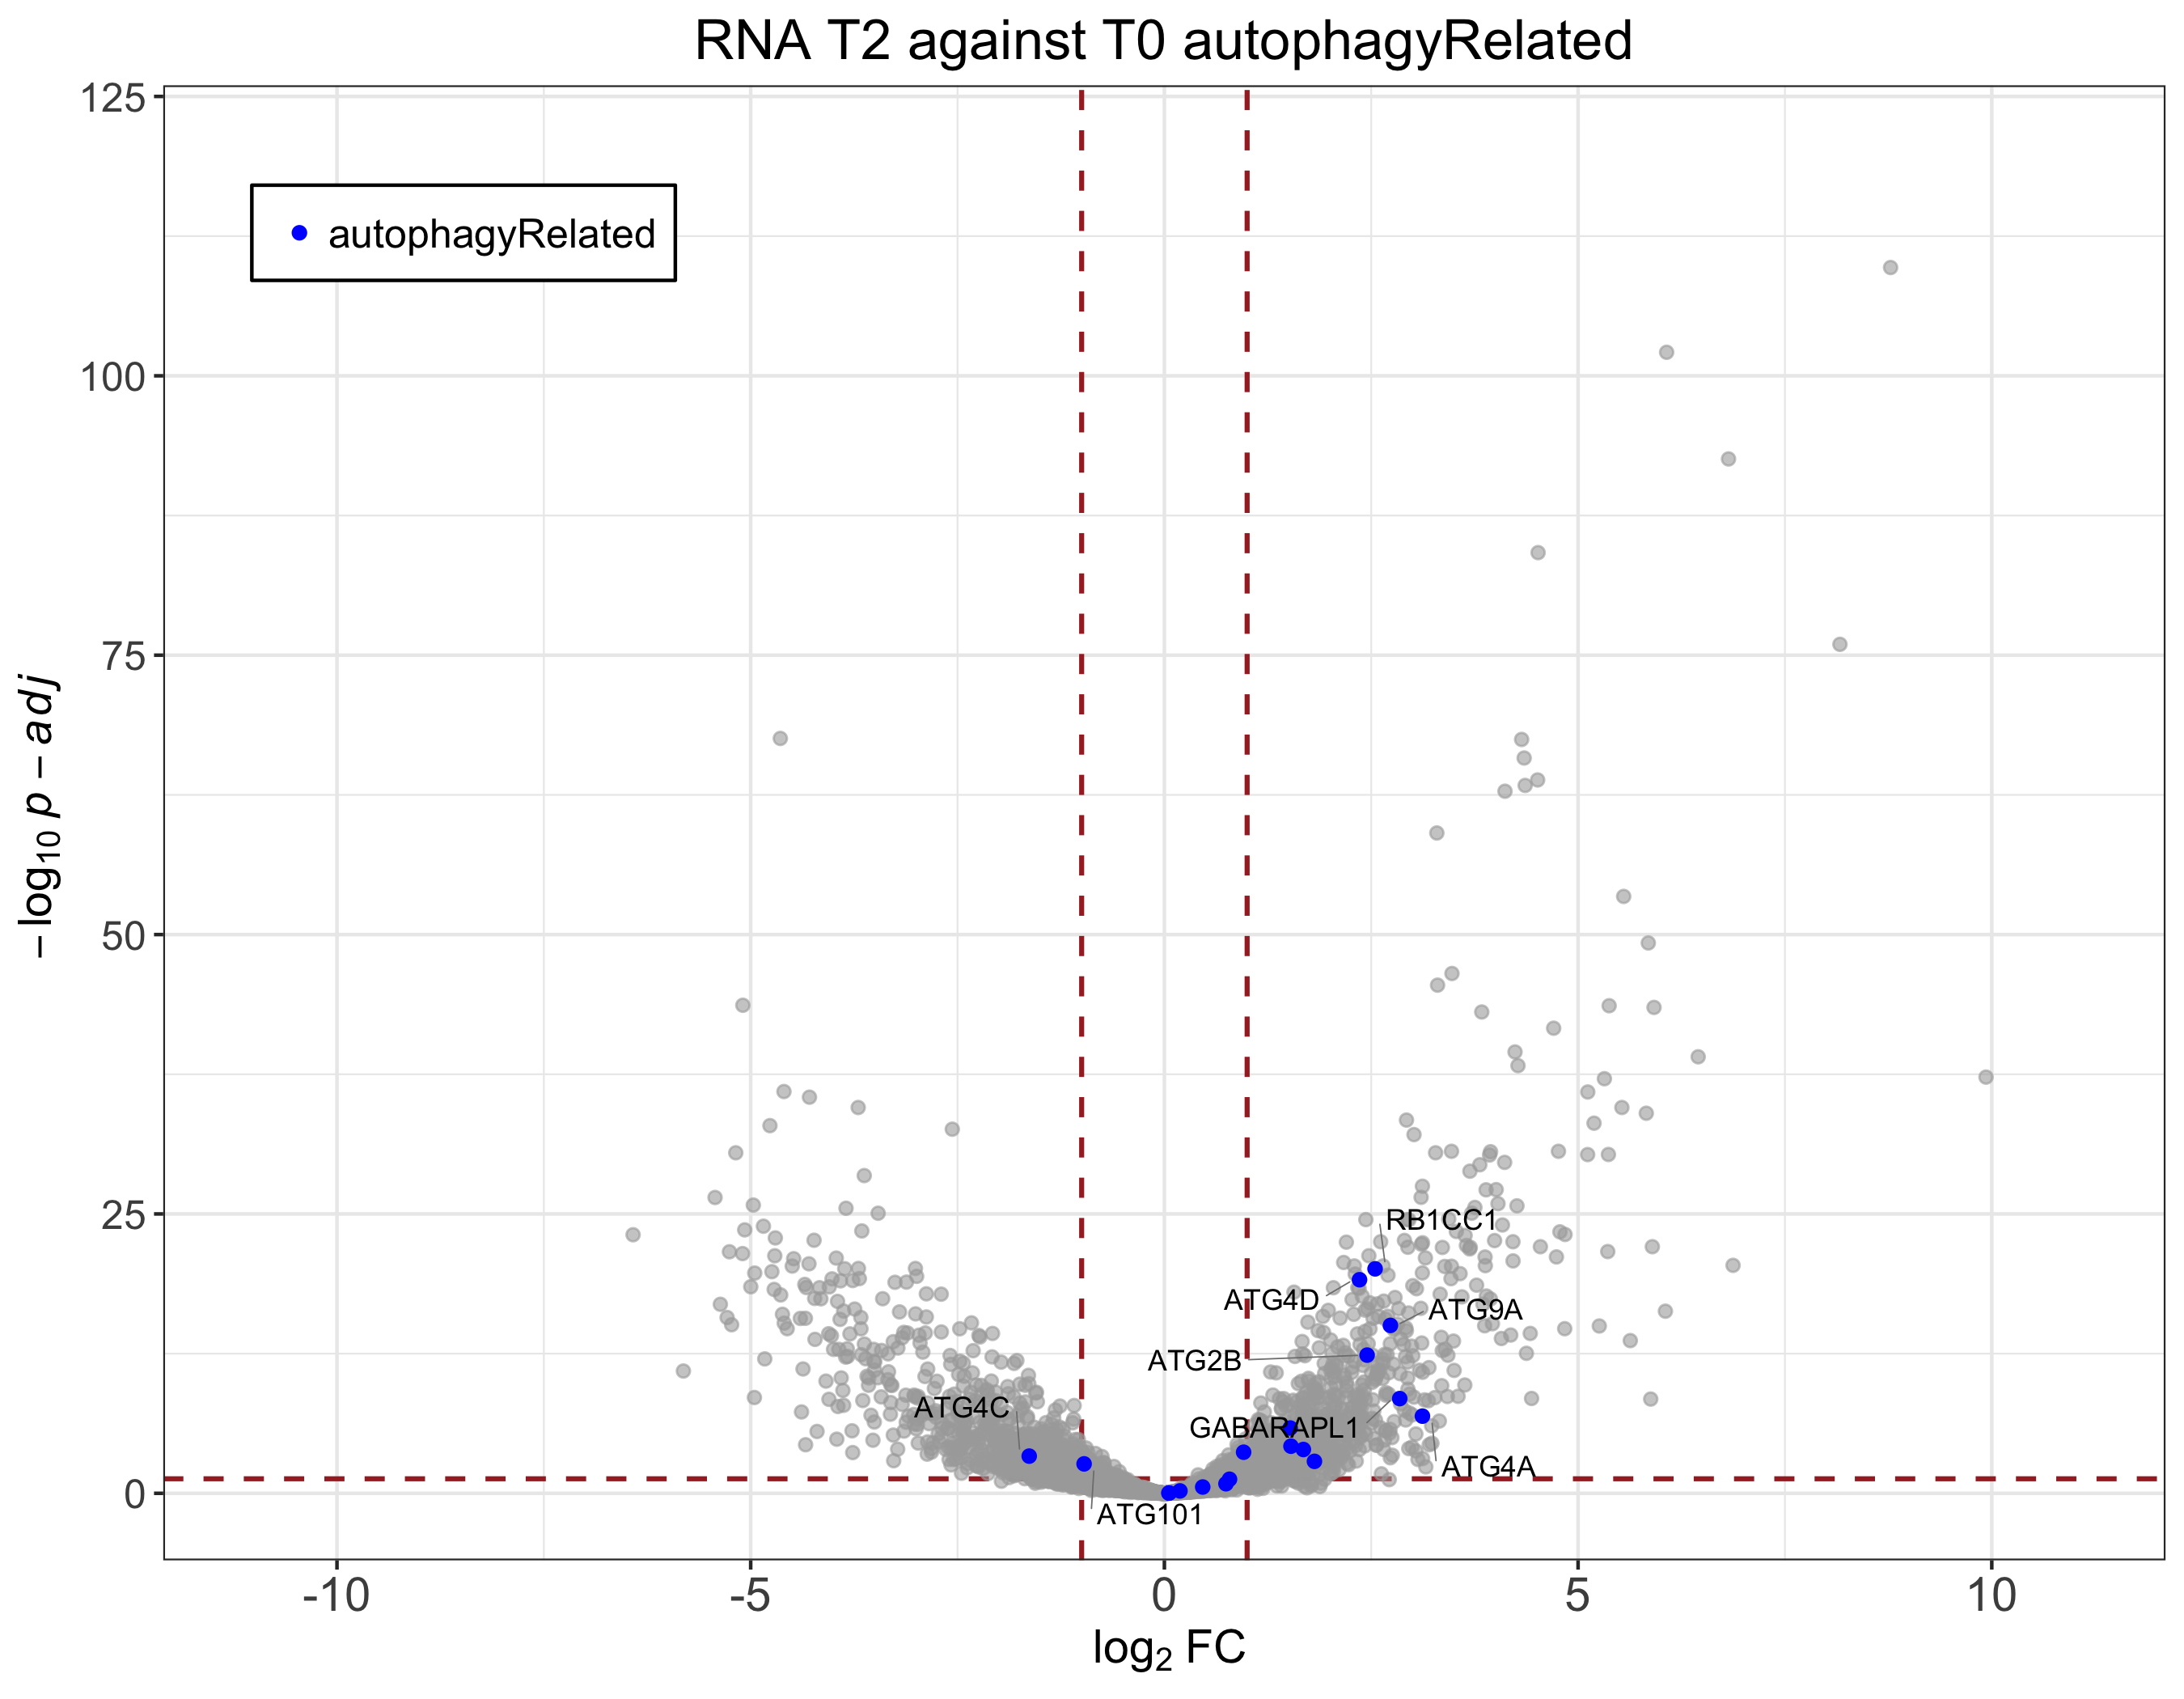 RNA T2 against T0 autophagyRelated
125
autophagyRelated
100
75
50
25
0
− log10 p − adj
RB1CC1
ATG4D
ATG9A
ATG2B
ATG4C
GABARAPL1
ATG4A
ATG101
-10
-5
0
5
10
log2 FC